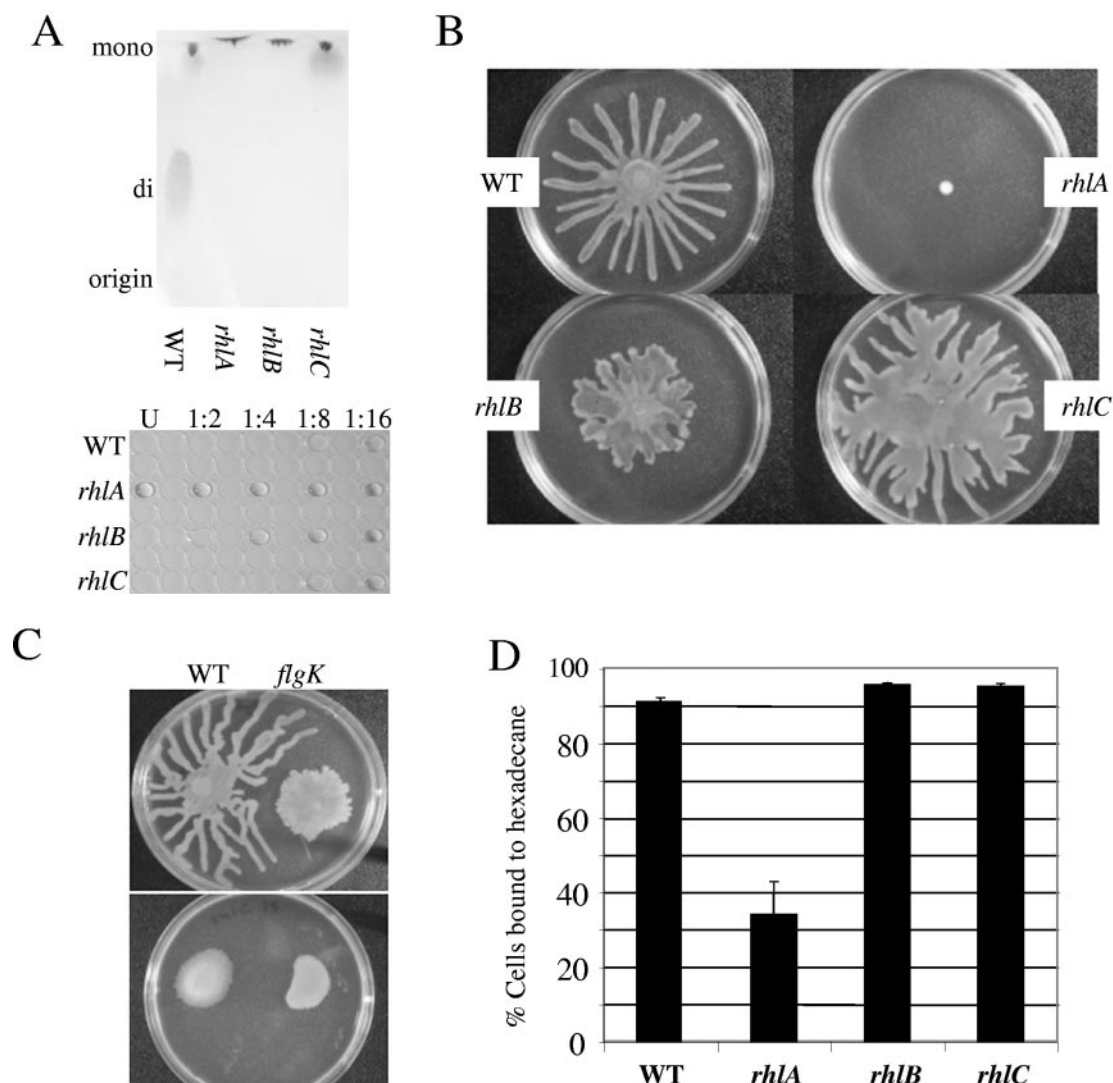 A
mono
di
origin
WT rhlA rhlB rhlC
U 1:2 1:4 1:8 1:16
WT
rhlA
rhlB
rhlC
B
WT
rhlA
rhlB
rhlC
C
WT flgK
D
% Cells bound to hexadecane
100
80
60
40
20
0
WT rhlA rhlB rhlC